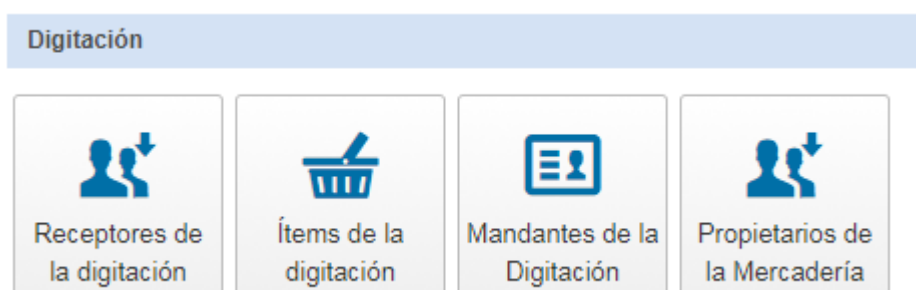 Digitación
Receptores de
la digitación
Ítems de la
digitación
Mandantes de la
Digitación
Propietarios de
la Mercadería